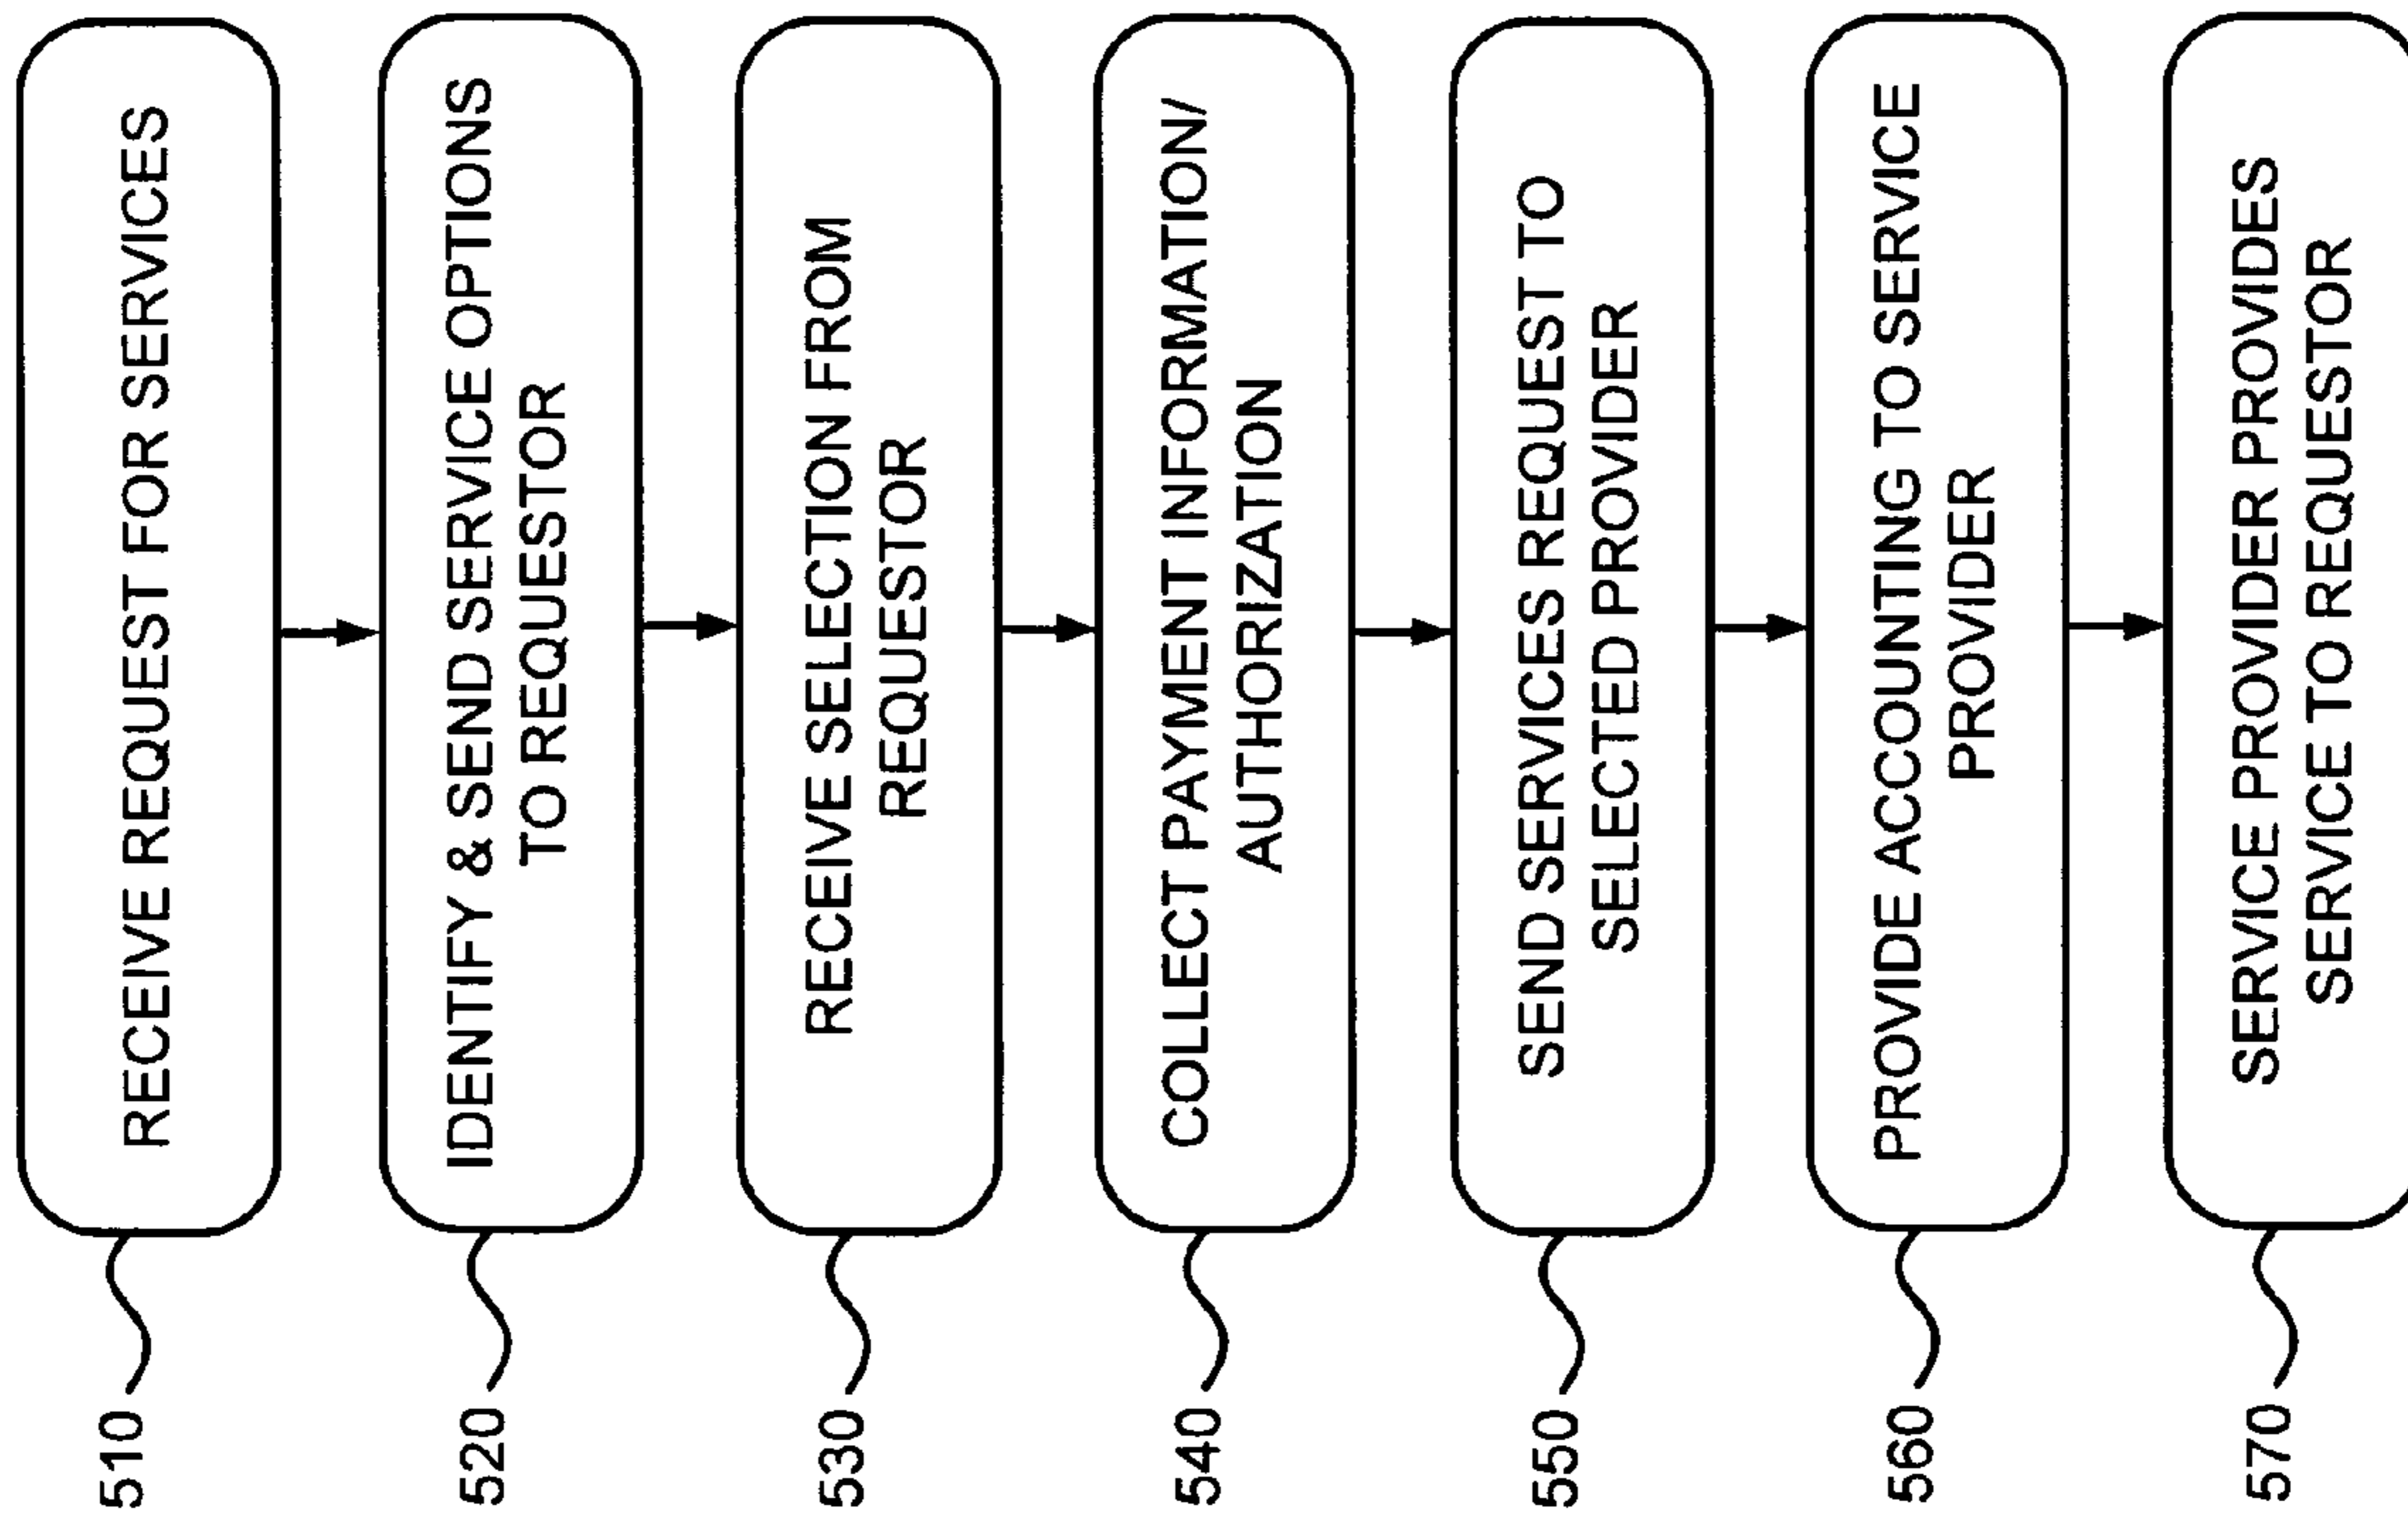 510
RECEIVE REQUEST FOR SERVICES
520
IDENTIFY & SEND SERVICE OPTIONS
TO REQUESTOR
530
RECEIVE SELECTION FROM
REQUESTOR
540
COLLECT PAYMENT INFORMATION/
AUTHORIZATION
550
SEND SERVICES REQUEST TO
SELECTED PROVIDER
560
PROVIDE ACCOUNTING TO SERVICE
PROVIDER
570
SERVICE PROVIDER PROVIDES
SERVICE TO REQUESTOR